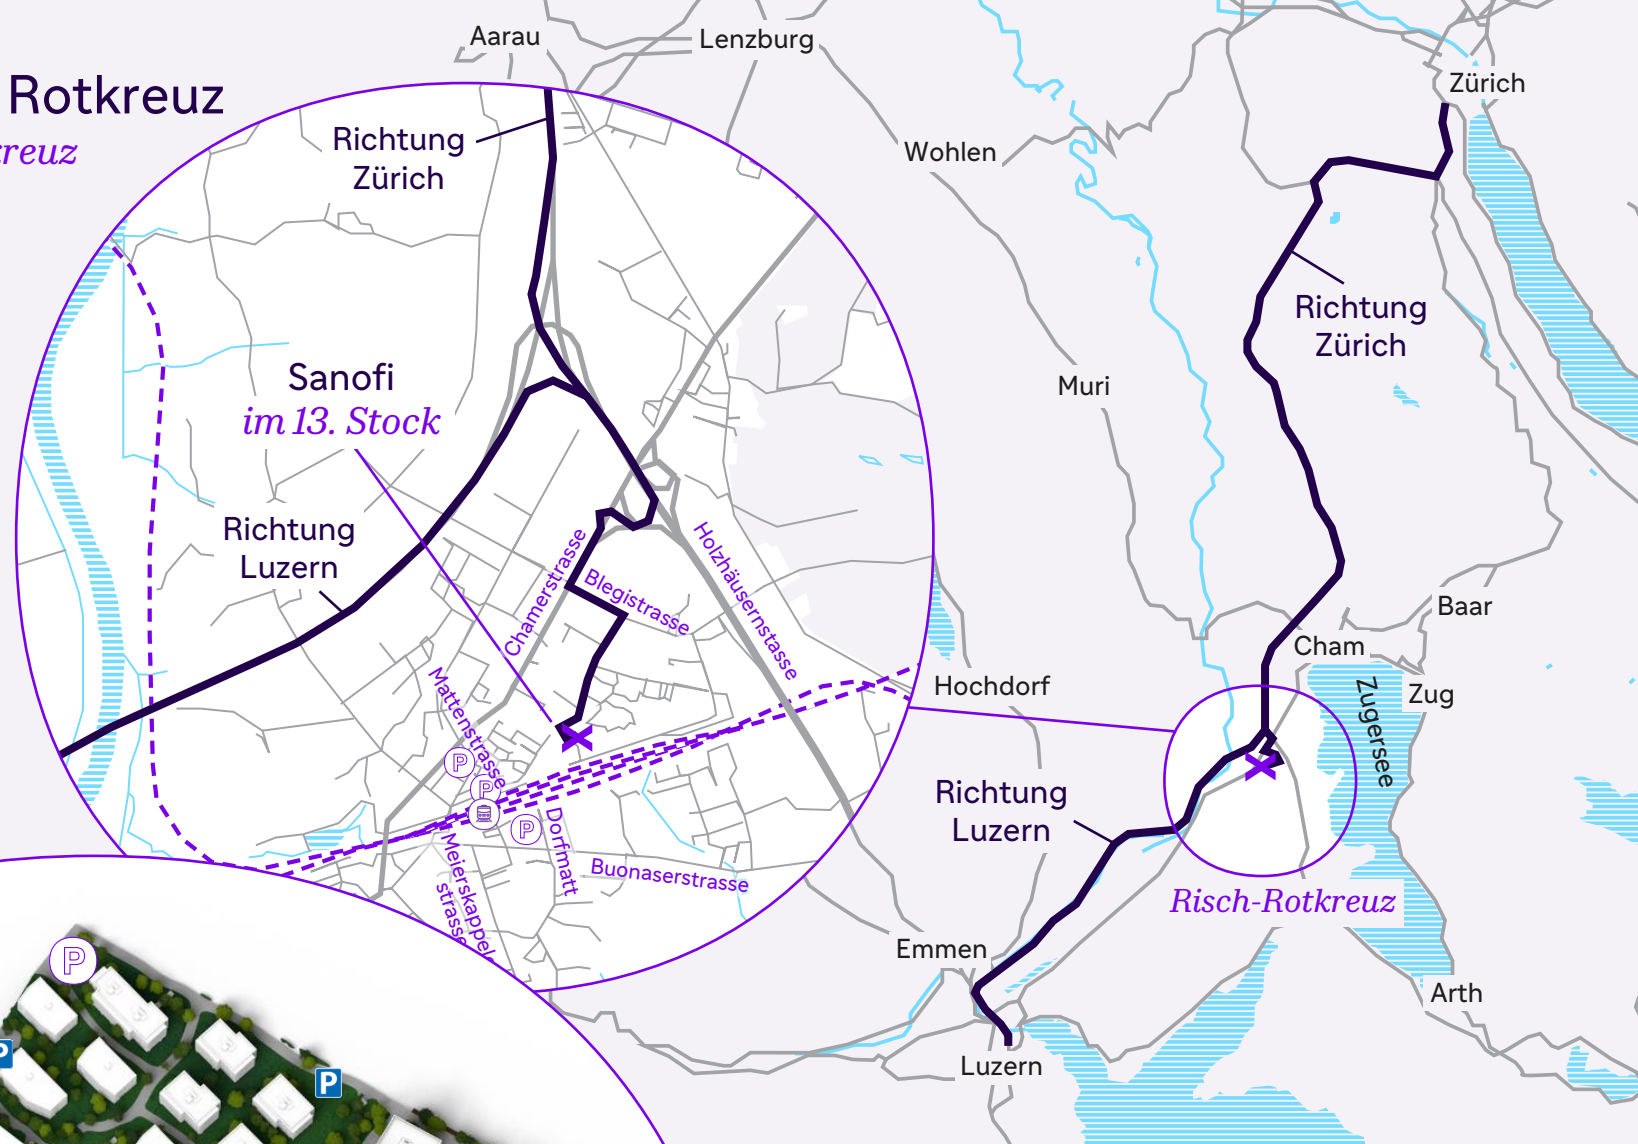 Rotkreuz
kreuz
Aarau
Lenzburg
Zürich
Wohlen
Richtung
Zürich
Sanofi
im 13. Stock
Richtung
Luzern
Chamerstrasse
Blegistrasse
Holzhäusernstasse
Mattenstrasse
P
P
P
Dorfmatt
Meierskappel-
strasse
Buonaserstrasse
Muri
Richtung
Zürich
Baar
Cham
Zug
Zugersee
Hochdorf
Richtung
Luzern
Risch-Rotkreuz
Emmen
Arth
Luzern
P
P
P